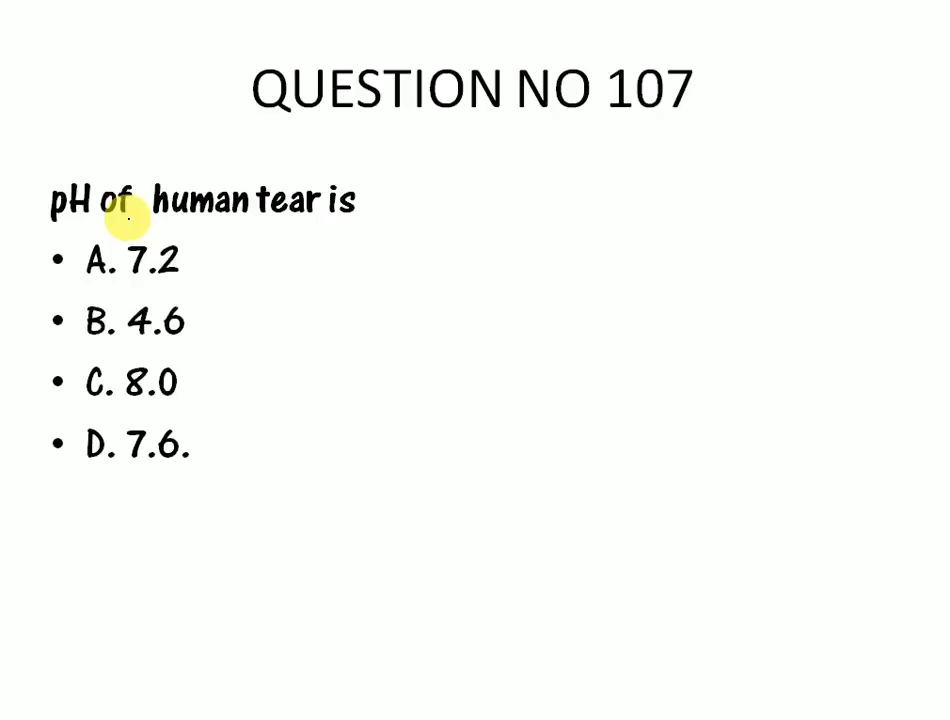 QUESTION NO 107
pH of human tear is
• A. 7.2
• B. 4.6
• C. 8.0
• D. 7.6.